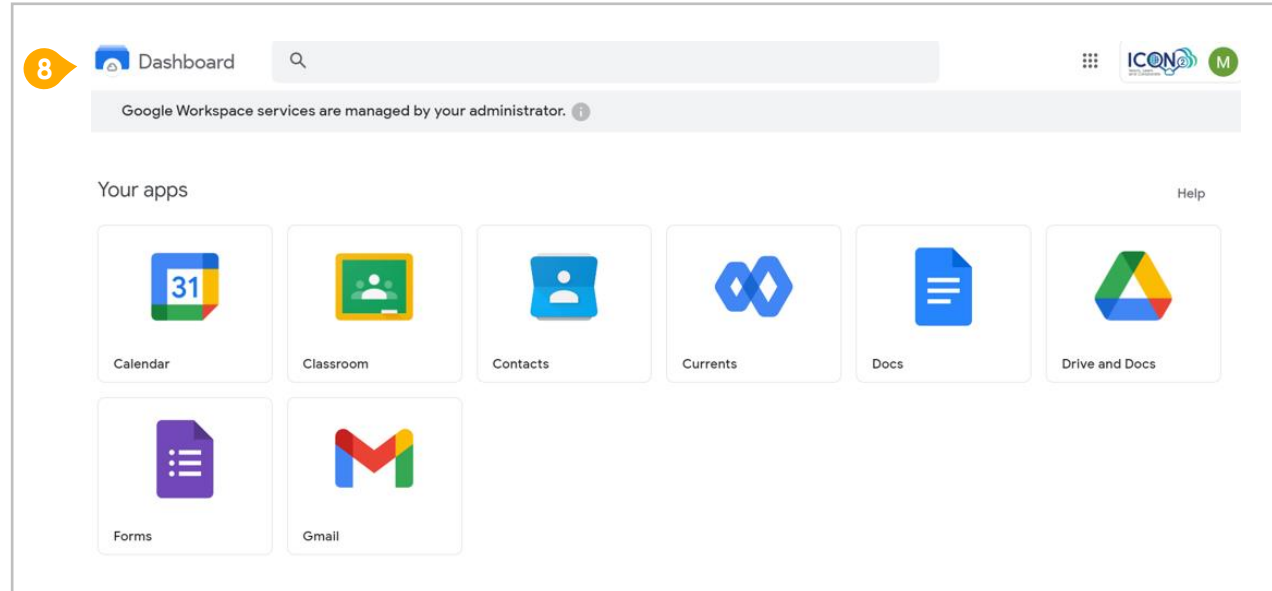 8
Dashboard
ICON2
M
Google Workspace services are managed by your administrator.
Your apps
Help
31
Calendar
Classroom
Contacts
Currents
Docs
Drive and Docs
Forms
Gmail